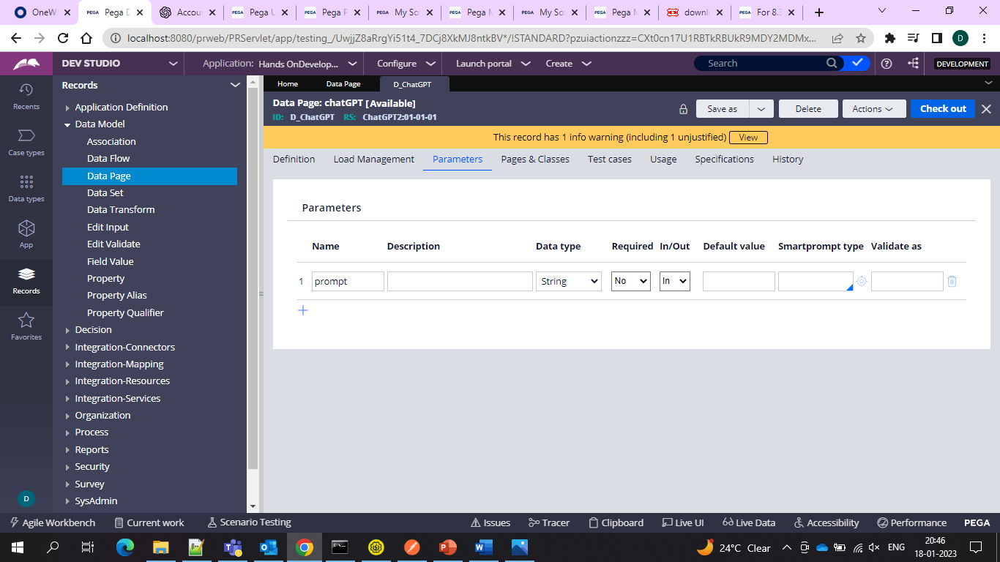 OneW
Pega D
Accou
PEGA Pega U
PEGA Pega P
PEGA My So
PEGA Pega M
PEGA My So
PEGA Pega M
downl
PEGA For 8.3
localhost:8080/prweb/PRServlet/app/testing_/UwjjZ8aRrgYi51t4_7DCj8XkMJ8ntkBV*/!STANDARD?pzuiactionzzz=CXt0cn17U1RBTkRBUkR9MDY2MDMx...
D
DEV STUDIO
Application: Hands OnDevelop...
Configure
Launch portal
Create
Search
DEVELOPMENT
Recents
Case types
Data types
App
Records
Favorites
D
Records
Application Definition
Data Model
Association
Data Flow
Data Page
Data Set
Data Transform
Edit Input
Edit Validate
Field Value
Property
Property Alias
Property Qualifier
Decision
Integration-Connectors
Integration-Mapping
Integration-Resources
Integration-Services
Organization
Process
Reports
Security
Survey
SysAdmin
Home Data Page D_ChatGPT
Data Page: chatGPT [Available]
ID: D_ChatGPT RS: ChatGPT2:01-01-01
Save as Delete Actions Check out
This record has 1 info warning (including 1 unjustified) View
Definition Load Management Parameters Pages & Classes Test cases Usage Specifications History
Parameters
Name Description Data type Required In/Out Default value Smartprompt type Validate as
1 prompt String No In
Agile Workbench Current work Scenario Testing Issues Tracer Clipboard Live UI Live Data Accessibility Performance PEGA
24°C Clear ENG
20:46
18-01-2023